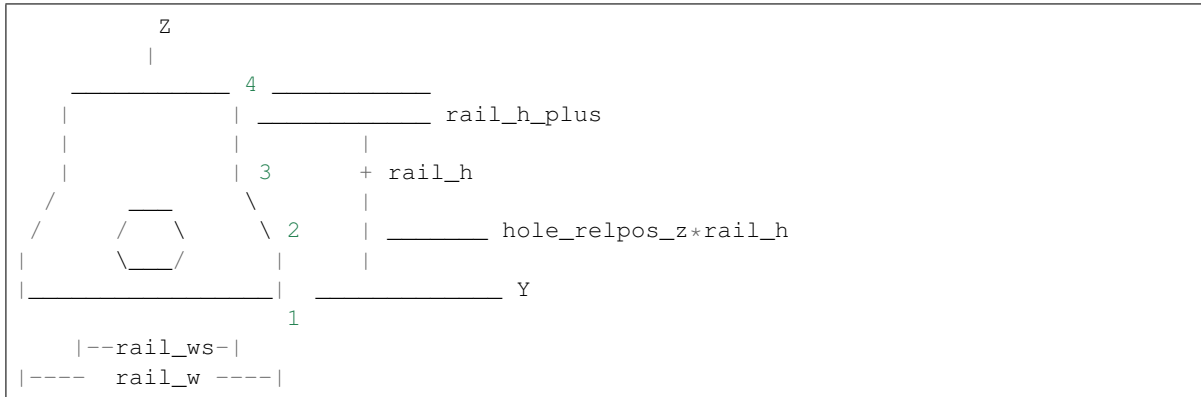 Z
4
rail_h_plus
3 + rail_h
2 hole_relpos_z*rail_h
Y
1
|--rail_ws-|
|---- rail_w ----|